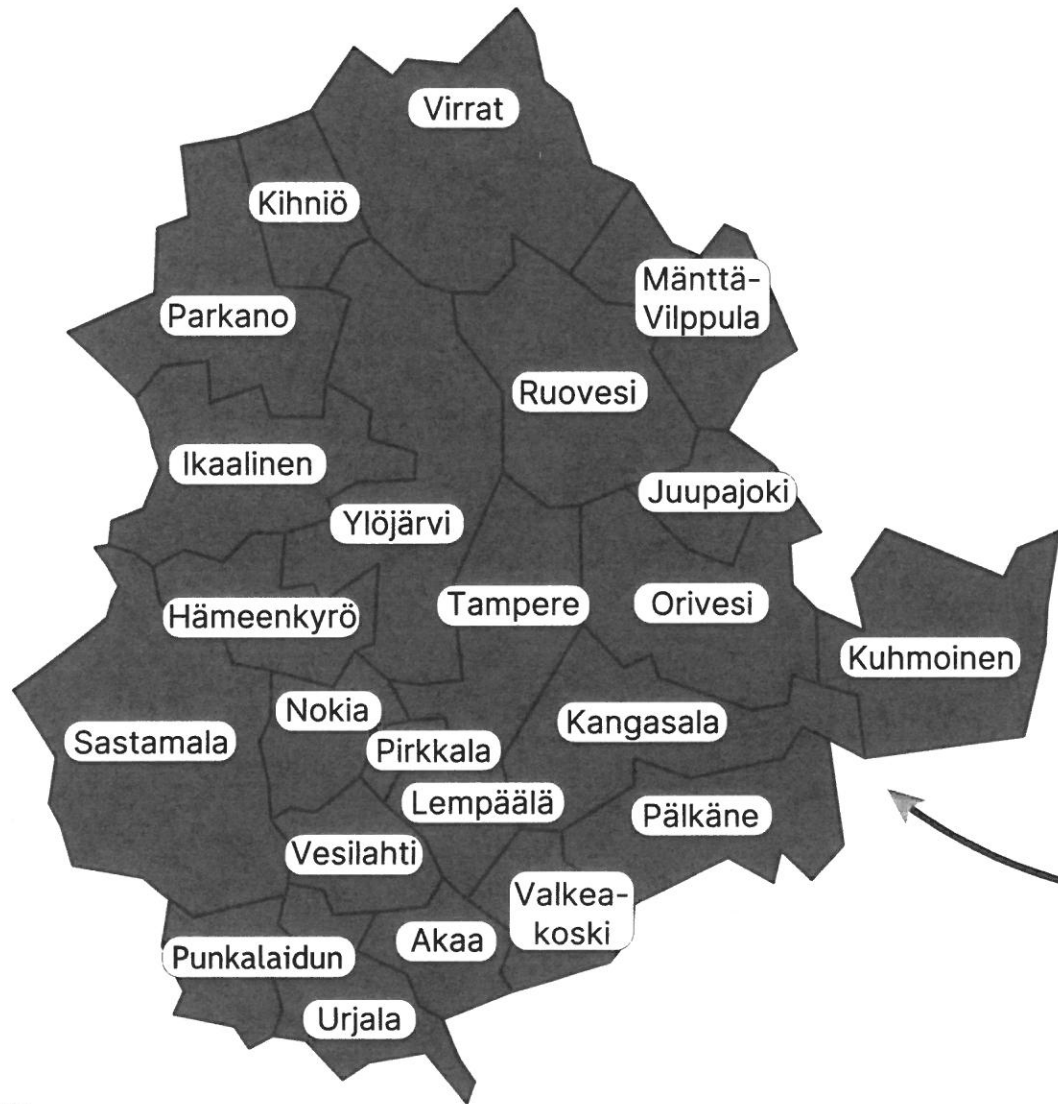 Virrat
Kihniö
Mänttä-
Vilppula
Parkano
Ruovesi
Ikaalinen
Juupajoki
Ylöjärvi
Hämeenkyrö
Tampere
Orivesi
Kuhmoinen
Nokia
Kangasala
Sastamala
Pirkkala
Lempäälä
Pälkäne
Vesilahti
Valkea-
koski
Akaa
Punkalaidun
Urjala